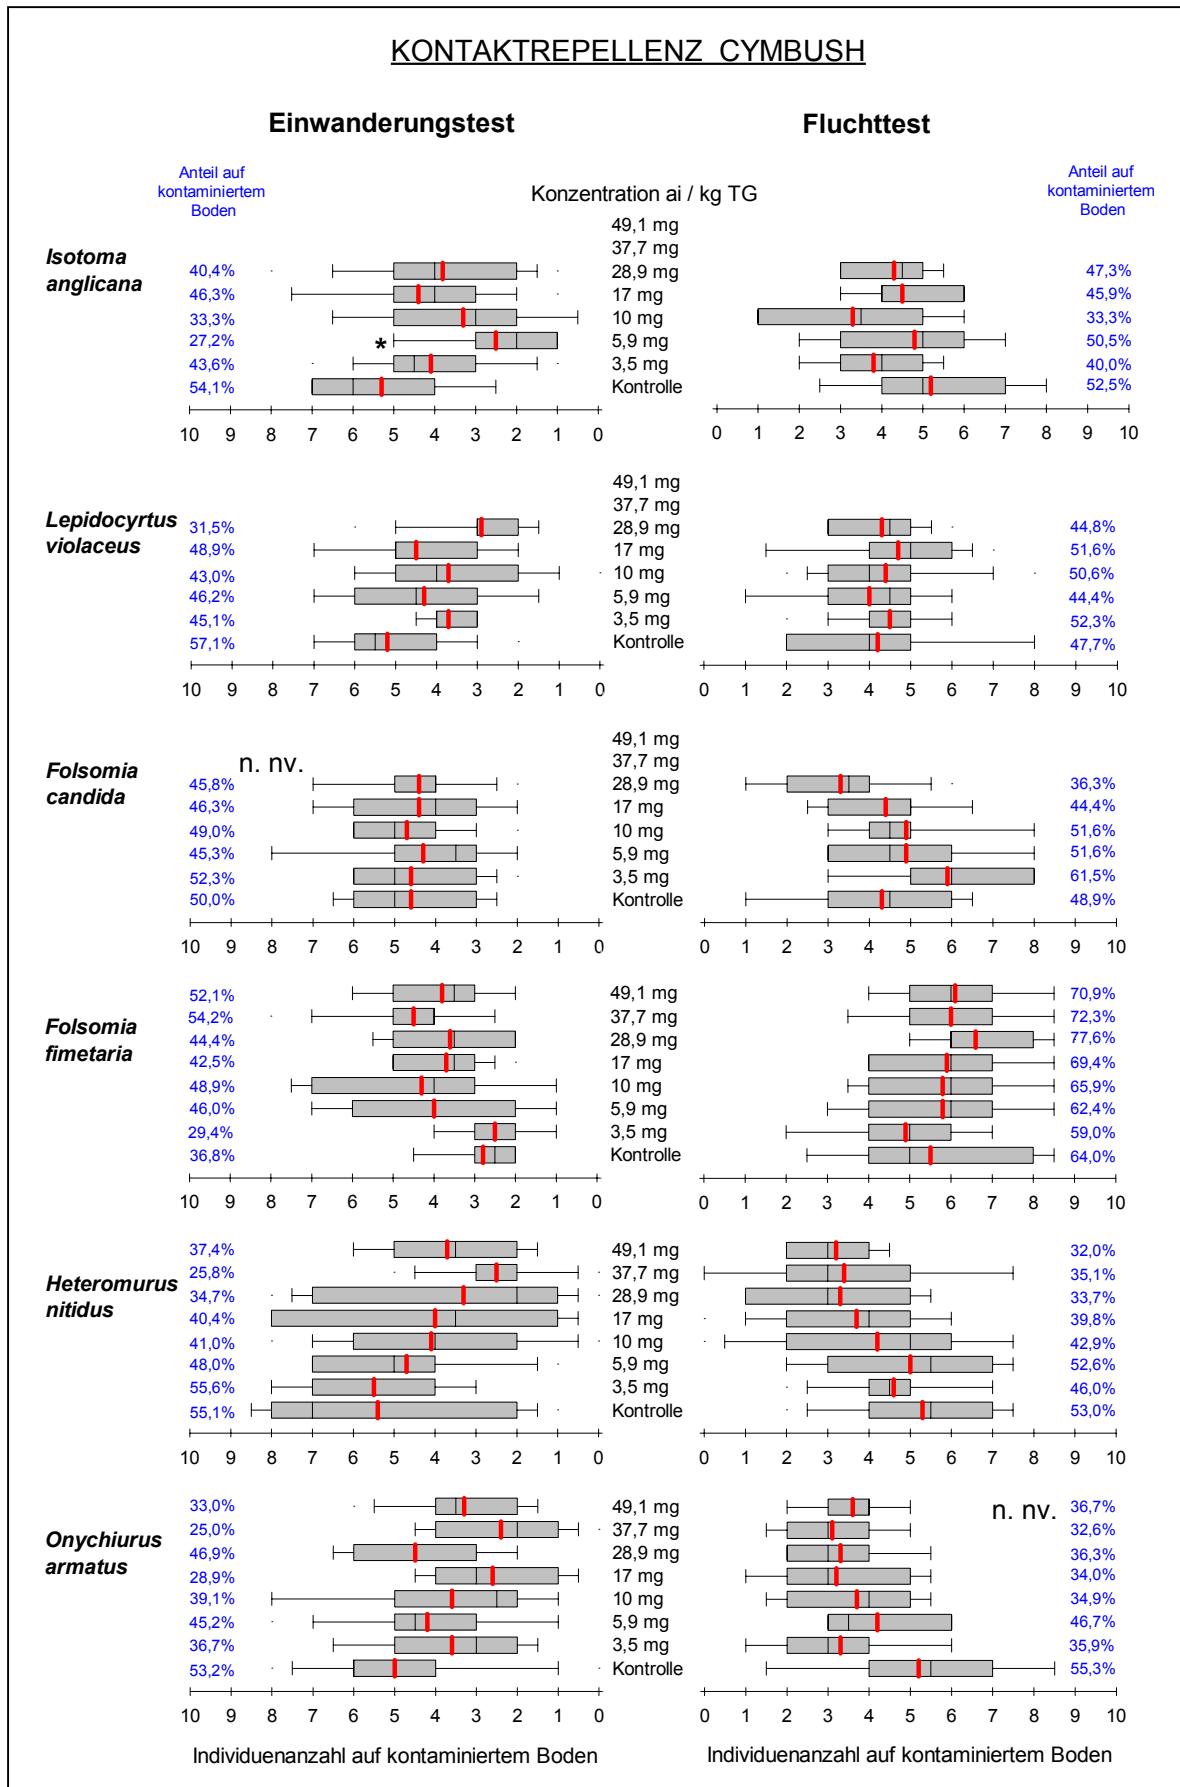 KONTAKTREPELLENZ CYMBUSH
Einwanderungstest
Fluchttest
Anteil auf
kontaminiertem
Boden
Konzentration ai / kg TG
Anteil auf
kontaminiertem
Boden
Isotoma
anglicana
49,1 mg
37,7 mg
40,4% 28,9 mg 47,3%
46,3% 17 mg 45,9%
33,3% 10 mg 33,3%
27,2% * 5,9 mg 50,5%
43,6% 3,5 mg 40,0%
54,1% Kontrolle 52,5%
10 9 8 7 6 5 4 3 2 1 0 0 1 2 3 4 5 6 7 8 9 10
Lepidocyrtus
violaceus
49,1 mg
37,7 mg
31,5% 28,9 mg 44,8%
48,9% 17 mg 51,6%
43,0% 10 mg 50,6%
46,2% 5,9 mg 44,4%
45,1% 3,5 mg 52,3%
57,1% Kontrolle 47,7%
10 9 8 7 6 5 4 3 2 1 0 0 1 2 3 4 5 6 7 8 9 10
Folsomia
candida
n. nv.
49,1 mg
37,7 mg
45,8% 28,9 mg 36,3%
46,3% 17 mg 44,4%
49,0% 10 mg 51,6%
45,3% 5,9 mg 51,6%
52,3% 3,5 mg 61,5%
50,0% Kontrolle 48,9%
10 9 8 7 6 5 4 3 2 1 0 0 1 2 3 4 5 6 7 8 9 10
Folsomia
fimetaria
52,1% 49,1 mg 70,9%
54,2% 37,7 mg 72,3%
44,4% 28,9 mg 77,6%
42,5% 17 mg 69,4%
48,9% 10 mg 65,9%
46,0% 5,9 mg 62,4%
29,4% 3,5 mg 59,0%
36,8% Kontrolle 64,0%
10 9 8 7 6 5 4 3 2 1 0 0 1 2 3 4 5 6 7 8 9 10
Heteromurus
nitidus
37,4% 49,1 mg 32,0%
25,8% 37,7 mg 35,1%
34,7% 28,9 mg 33,7%
40,4% 17 mg 39,8%
41,0% 10 mg 42,9%
48,0% 5,9 mg 52,6%
55,6% 3,5 mg 46,0%
55,1% Kontrolle 53,0%
10 9 8 7 6 5 4 3 2 1 0 0 1 2 3 4 5 6 7 8 9 10
Onychiurus
armatus
33,0% 49,1 mg n. nv. 36,7%
25,0% 37,7 mg 32,6%
46,9% 28,9 mg 36,3%
28,9% 17 mg 34,0%
39,1% 10 mg 34,9%
45,2% 5,9 mg 46,7%
36,7% 3,5 mg 35,9%
53,2% Kontrolle 55,3%
10 9 8 7 6 5 4 3 2 1 0 0 1 2 3 4 5 6 7 8 9 10
Individuenanzahl auf kontaminiertem Boden
Individuenanzahl auf kontaminiertem Boden